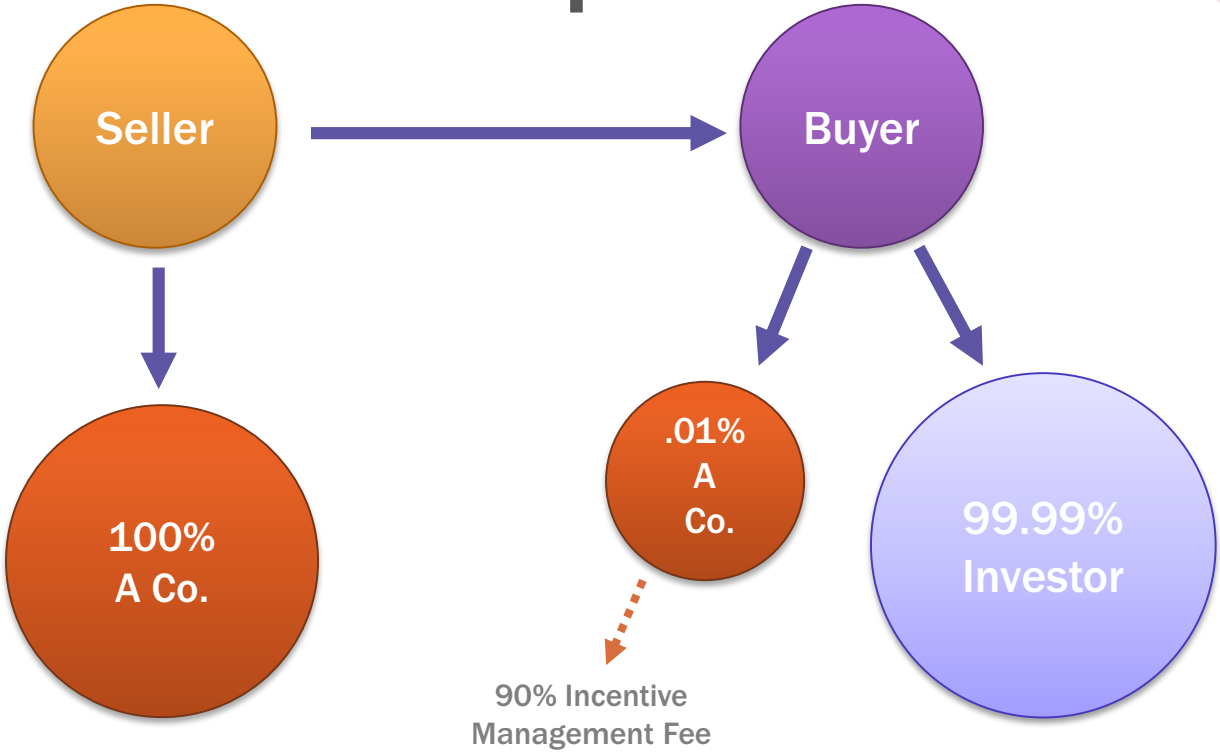 Seller
Buyer
100%
A Co.
.01%
A
Co.
99.99%
Investor
90% Incentive
Management Fee